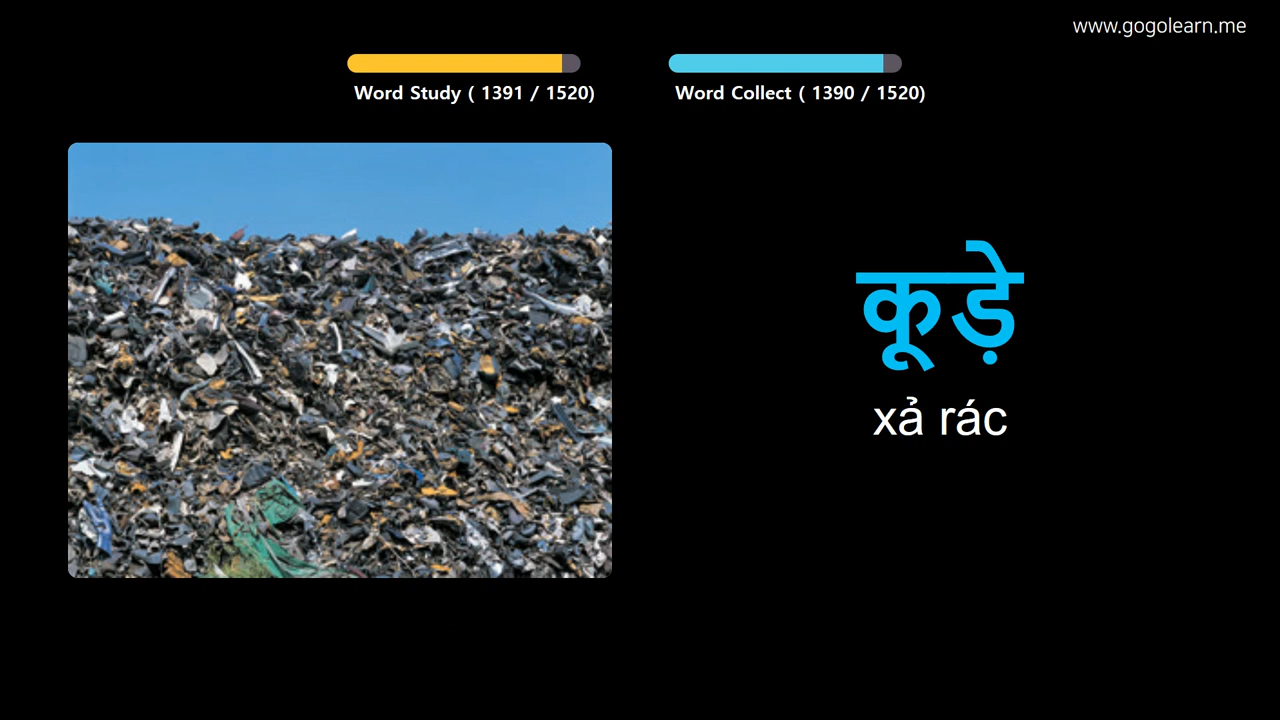 www.gogolearn.me
Word Study ( 1391 / 1520)
Word Collect ( 1390 / 1520)
कूड़े
xả rác